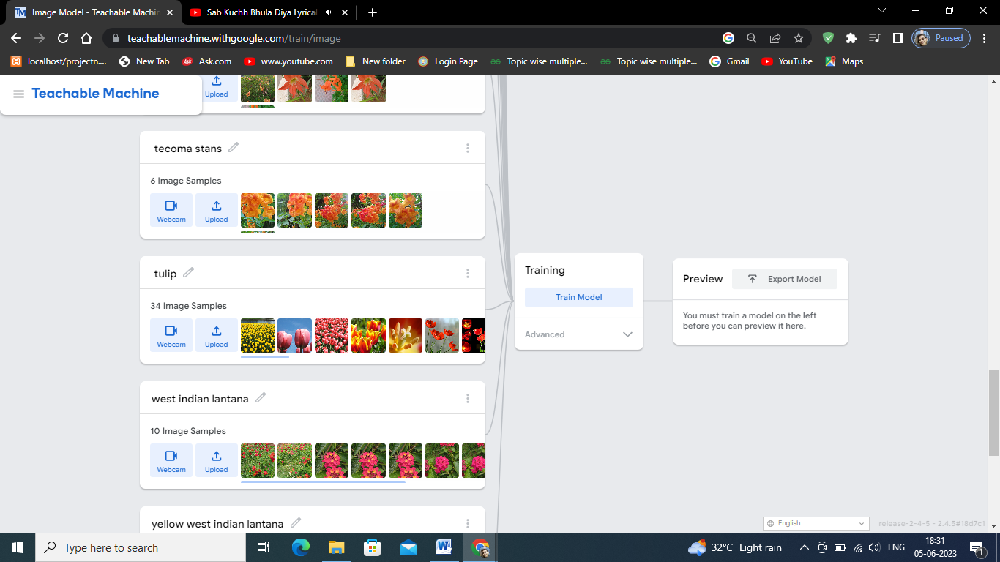 Image Model - Teachable Machin
Sab Kuchh Bhula Diya Lyrical
teachablemachine.withgoogle.com/train/image
Paused
localhost/projectn...
New Tab
Ask
Ask.com
www.youtube.com
New folder
Login Page
Topic wise multiple...
Topic wise multiple...
Gmail
YouTube
Maps
Teachable Machine
Upload
tecoma stans
6 Image Samples
Webcam
Upload
tulip
34 Image Samples
Webcam
Upload
Training
Train Model
Advanced
Preview
Export Model
You must train a model on the left
before you can preview it here.
west indian lantana
10 Image Samples
Webcam
Upload
yellow west indian lantana
English
release-2-4-5 - 2.4.5#18d7c1
Type here to search
32°C Light rain
ENG
18:31
05-06-2023
1